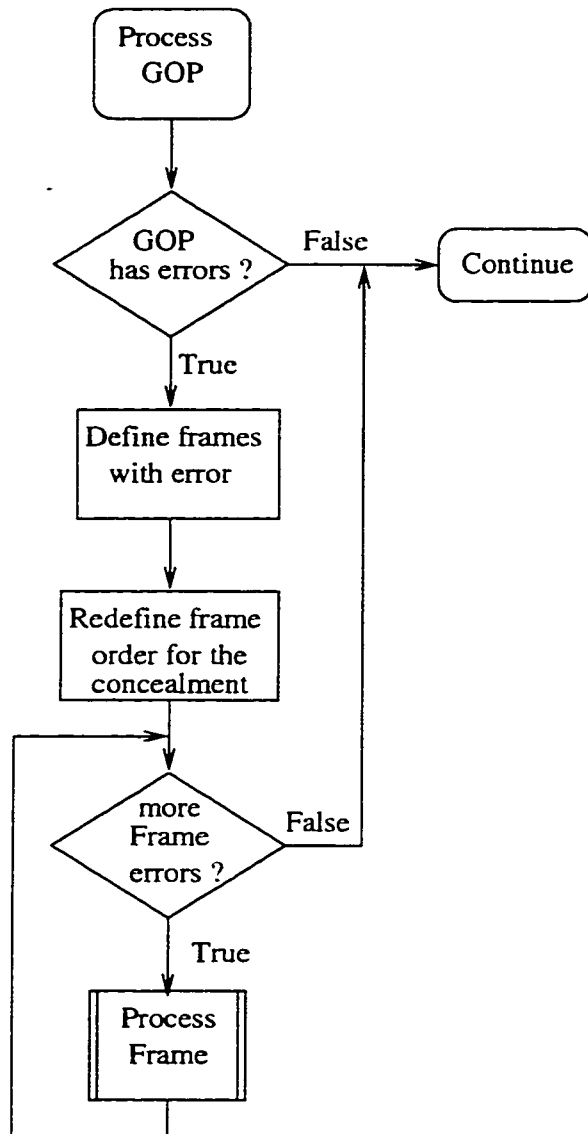 Process
GOP
GOP
has errors ?
False
Continue
True
Define frames
with error
Redefine frame
order for the
concealment
more
Frame
errors ?
False
True
Process
Frame